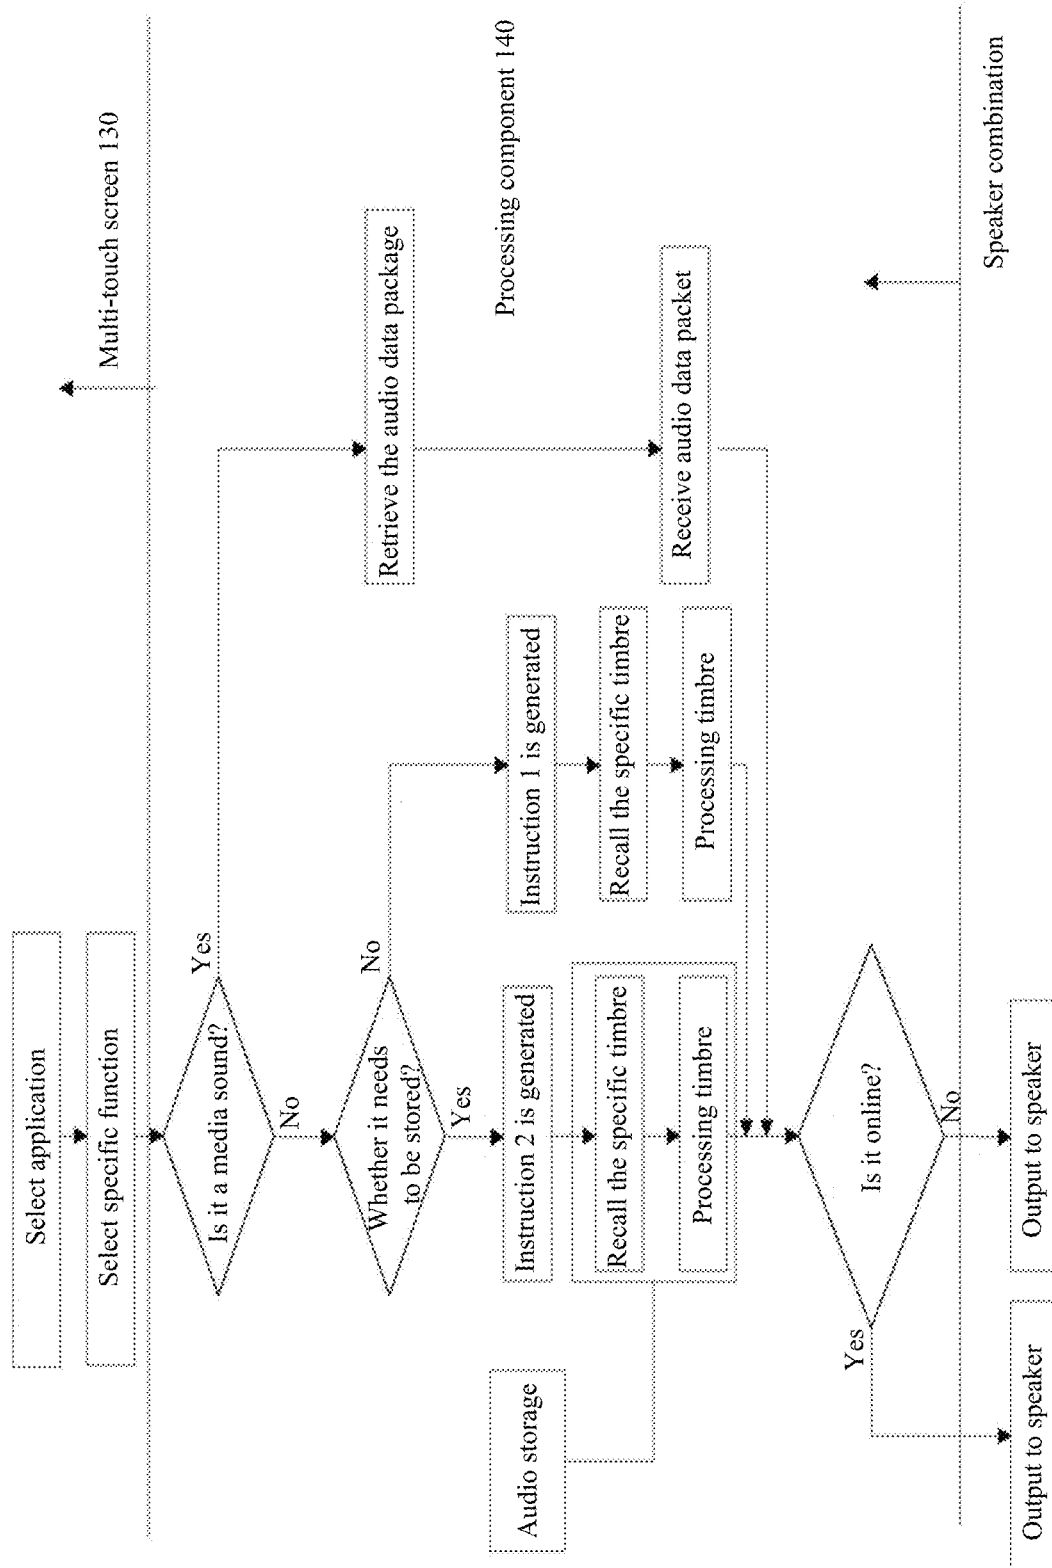 Select application
Select specific function
Multi-touch screen 130
Is it a media sound?
Yes
No
Whether it needs
to be stored?
No
Yes
Retrieve the audio data package
Processing component 140
Audio storage
Instruction 2 is generated
Instruction 1 is generated
Recall the specific timbre
Recall the specific timbre
Processing timbre
Processing timbre
Receive audio data packet
Is it online?
Yes
No
Speaker combination
Output to speaker
Output to speaker